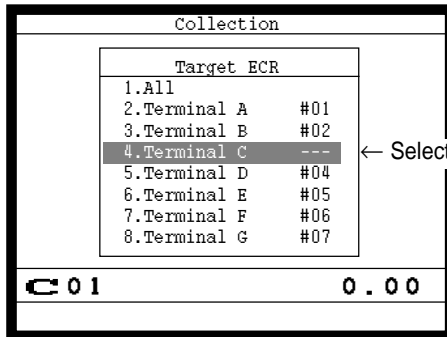 Collection
Target ECR
1.All
2.Terminal A #01
3.Terminal B #02
4.Terminal C --- ← Select
5.Terminal D #04
6.Terminal E #05
7.Terminal F #06
8.Terminal G #07
C01 0.00